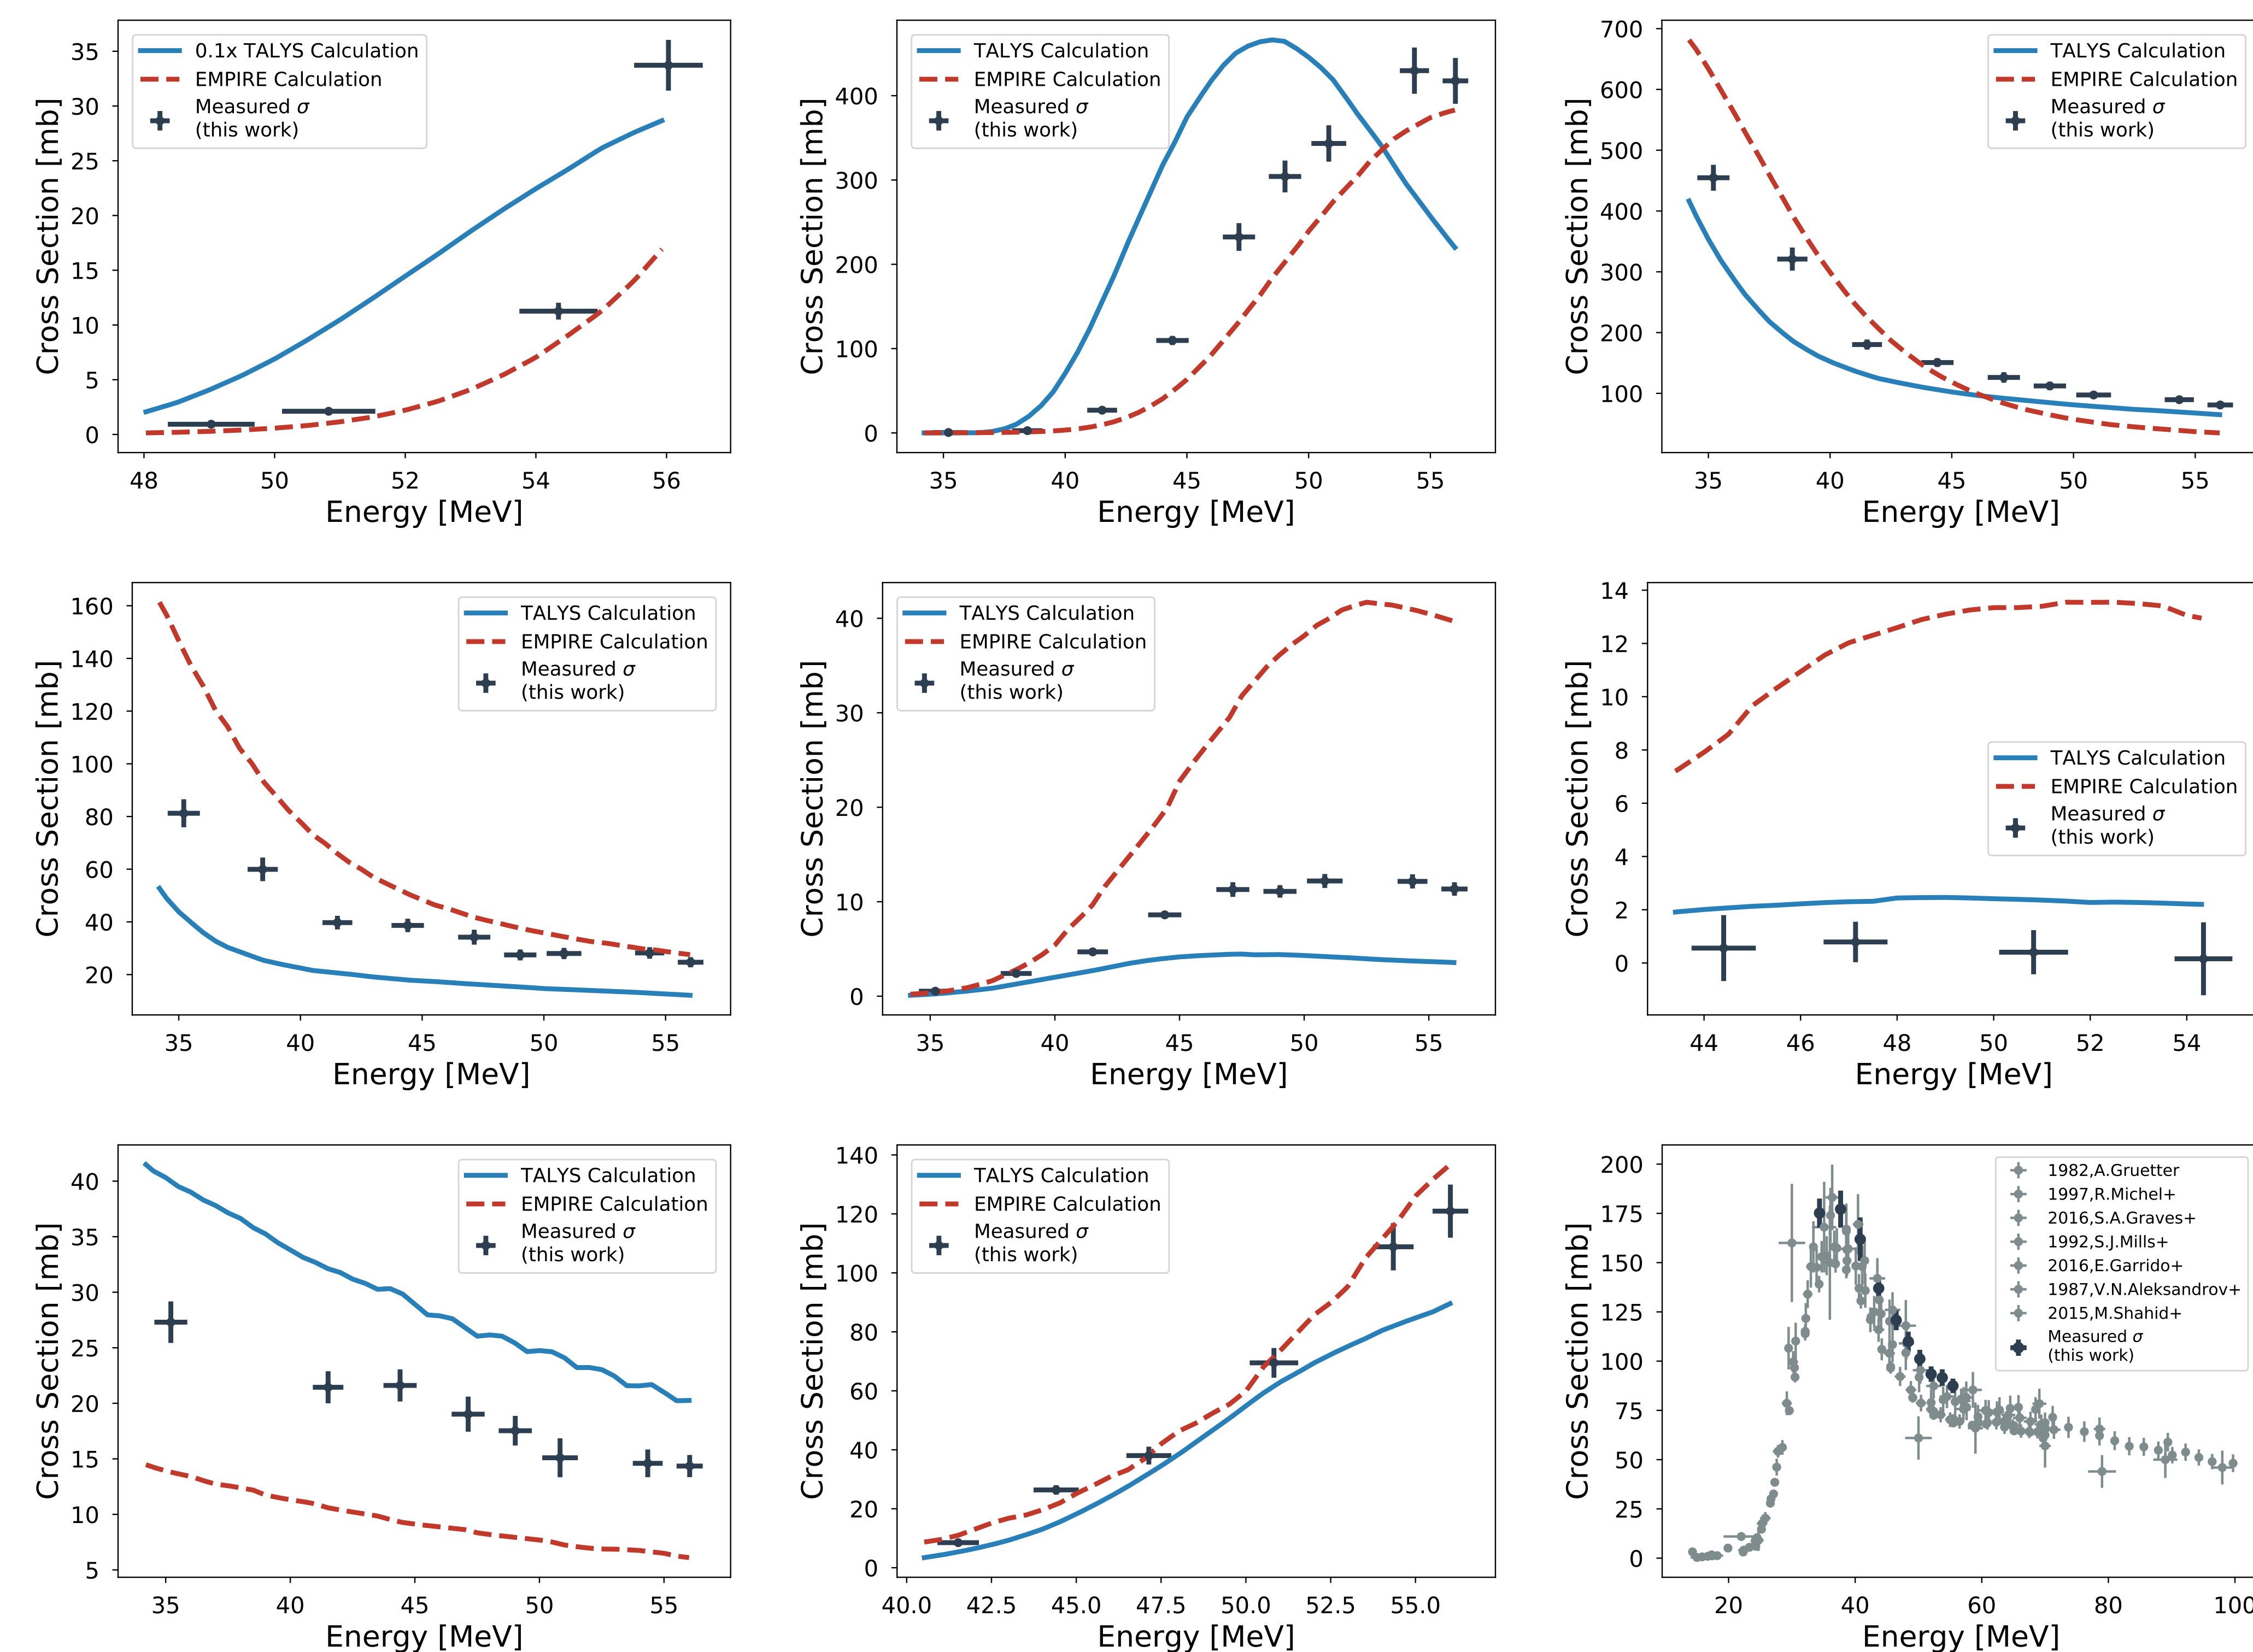 0.1x TALYS Calculation
EMPIRE Calculation
Measured σ
(this work)
Cross Section [mb]
35
30
25
20
15
10
5
0
48 50 52 54 56
Energy [MeV]
TALYS Calculation
EMPIRE Calculation
Measured σ
(this work)
Cross Section [mb]
400
300
200
100
0
35 40 45 50 55
Energy [MeV]
TALYS Calculation
EMPIRE Calculation
Measured σ
(this work)
Cross Section [mb]
700
600
500
400
300
200
100
35 40 45 50 55
Energy [MeV]
TALYS Calculation
EMPIRE Calculation
Measured σ
(this work)
Cross Section [mb]
160
140
120
100
80
60
40
20
35 40 45 50 55
Energy [MeV]
TALYS Calculation
EMPIRE Calculation
Measured σ
(this work)
Cross Section [mb]
40
30
20
10
0
35 40 45 50 55
Energy [MeV]
TALYS Calculation
EMPIRE Calculation
Measured σ
(this work)
Cross Section [mb]
14
12
10
8
6
4
2
0
44 46 48 50 52 54
Energy [MeV]
TALYS Calculation
EMPIRE Calculation
Measured σ
(this work)
Cross Section [mb]
40
35
30
25
20
15
10
5
35 40 45 50 55
Energy [MeV]
TALYS Calculation
EMPIRE Calculation
Measured σ
(this work)
Cross Section [mb]
140
120
100
80
60
40
20
0
40.0 42.5 45.0 47.5 50.0 52.5 55.0
Energy [MeV]
1982,A.Gruetter
1997,R.Michel+
2016,S.A.Graves+
1992,S.J.Mills+
2016,E.Garrido+
1987,V.N.Aleksandrov+
2015,M.Shahid+
Measured σ
(this work)
Cross Section [mb]
200
175
150
125
100
75
50
25
0
20 40 60 80 100
Energy [MeV]